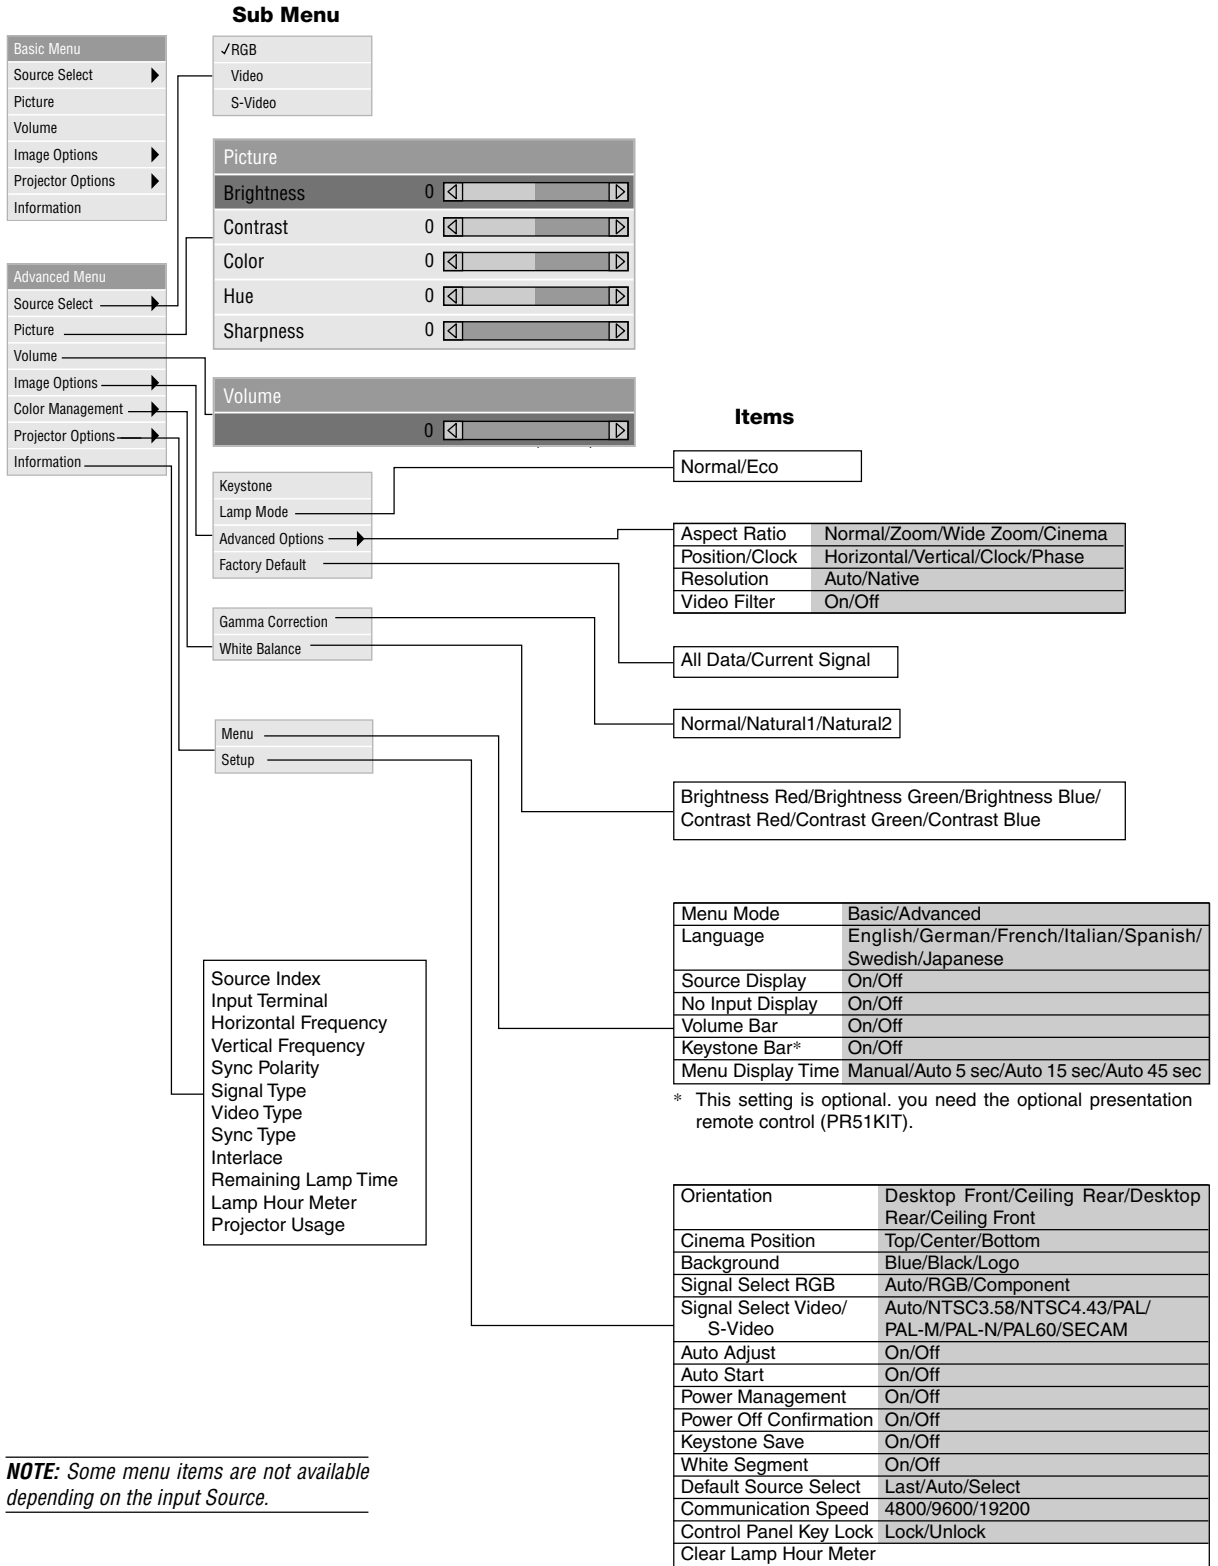 Sub Menu
Basic Menu
Source Select
Picture
Volume
Image Options
Projector Options
Information
✓RGB
Video
S-Video
Picture
Brightness 0
Contrast 0
Color 0
Hue 0
Sharpness 0
Advanced Menu
Source Select
Picture
Volume
Image Options
Color Management
Projector Options
Information
Volume
0
Items
Keystone
Lamp Mode
Advanced Options
Factory Default
Normal/Eco
Aspect Ratio Normal/Zoom/Wide Zoom/Cinema
Position/Clock Horizontal/Vertical/Clock/Phase
Resolution Auto/Native
Video Filter On/Off
Gamma Correction
White Balance
All Data/Current Signal
Normal/Natural1/Natural2
Menu
Setup
Brightness Red/Brightness Green/Brightness Blue/
Contrast Red/Contrast Green/Contrast Blue
Menu Mode Basic/Advanced
Language English/German/French/Italian/Spanish/
Swedish/Japanese
Source Display On/Off
No Input Display On/Off
Volume Bar On/Off
Keystone Bar* On/Off
Menu Display Time Manual/Auto 5 sec/Auto 15 sec/Auto 45 sec
* This setting is optional. you need the optional presentation
remote control (PR51KIT).
Source Index
Input Terminal
Horizontal Frequency
Vertical Frequency
Sync Polarity
Signal Type
Video Type
Sync Type
Interlace
Remaining Lamp Time
Lamp Hour Meter
Projector Usage
Orientation Desktop Front/Ceiling Rear/Desktop
Rear/Ceiling Front
Cinema Position Top/Center/Bottom
Background Blue/Black/Logo
Signal Select RGB Auto/RGB/Component
Signal Select Video/ Auto/NTSC3.58/NTSC4.43/PAL/
S-Video PAL-M/PAL-N/PAL60/SECAM
Auto Adjust On/Off
Auto Start On/Off
Power Management On/Off
Power Off Confirmation On/Off
Keystone Save On/Off
White Segment On/Off
Default Source Select Last/Auto/Select
Communication Speed 4800/9600/19200
Control Panel Key Lock Lock/Unlock
Clear Lamp Hour Meter
NOTE: Some menu items are not available
depending on the input Source.